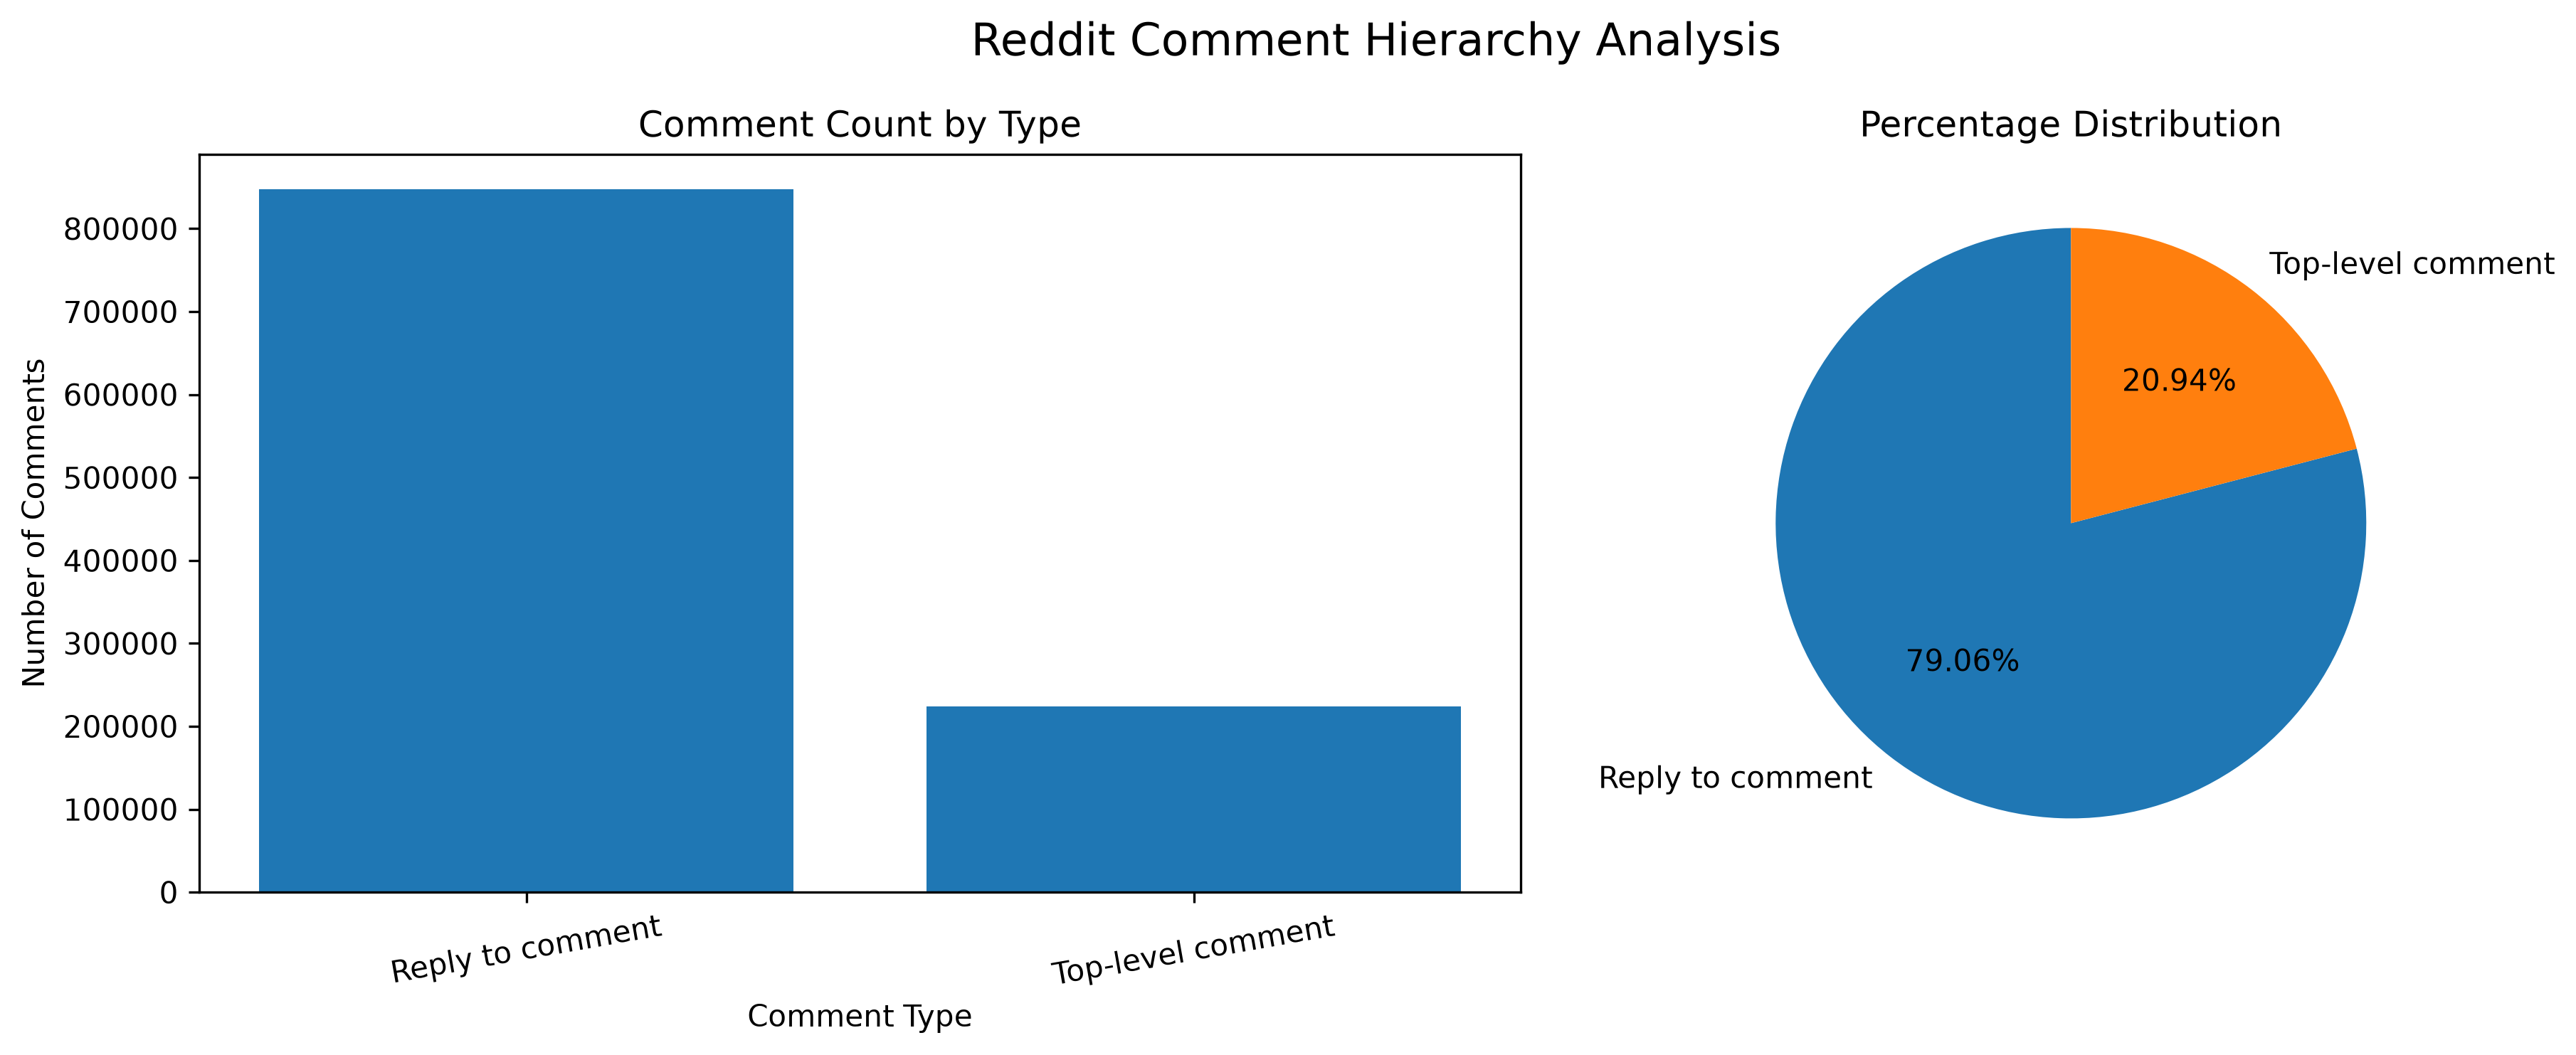 Reddit Comment Hierarchy Analysis
Comment Count by Type
Number of Comments
800000
700000
600000
500000
400000
300000
200000
100000
0
Reply to comment
Top-level comment
Comment Type
Percentage Distribution
Top-level comment
20.94%
79.06%
Reply to comment